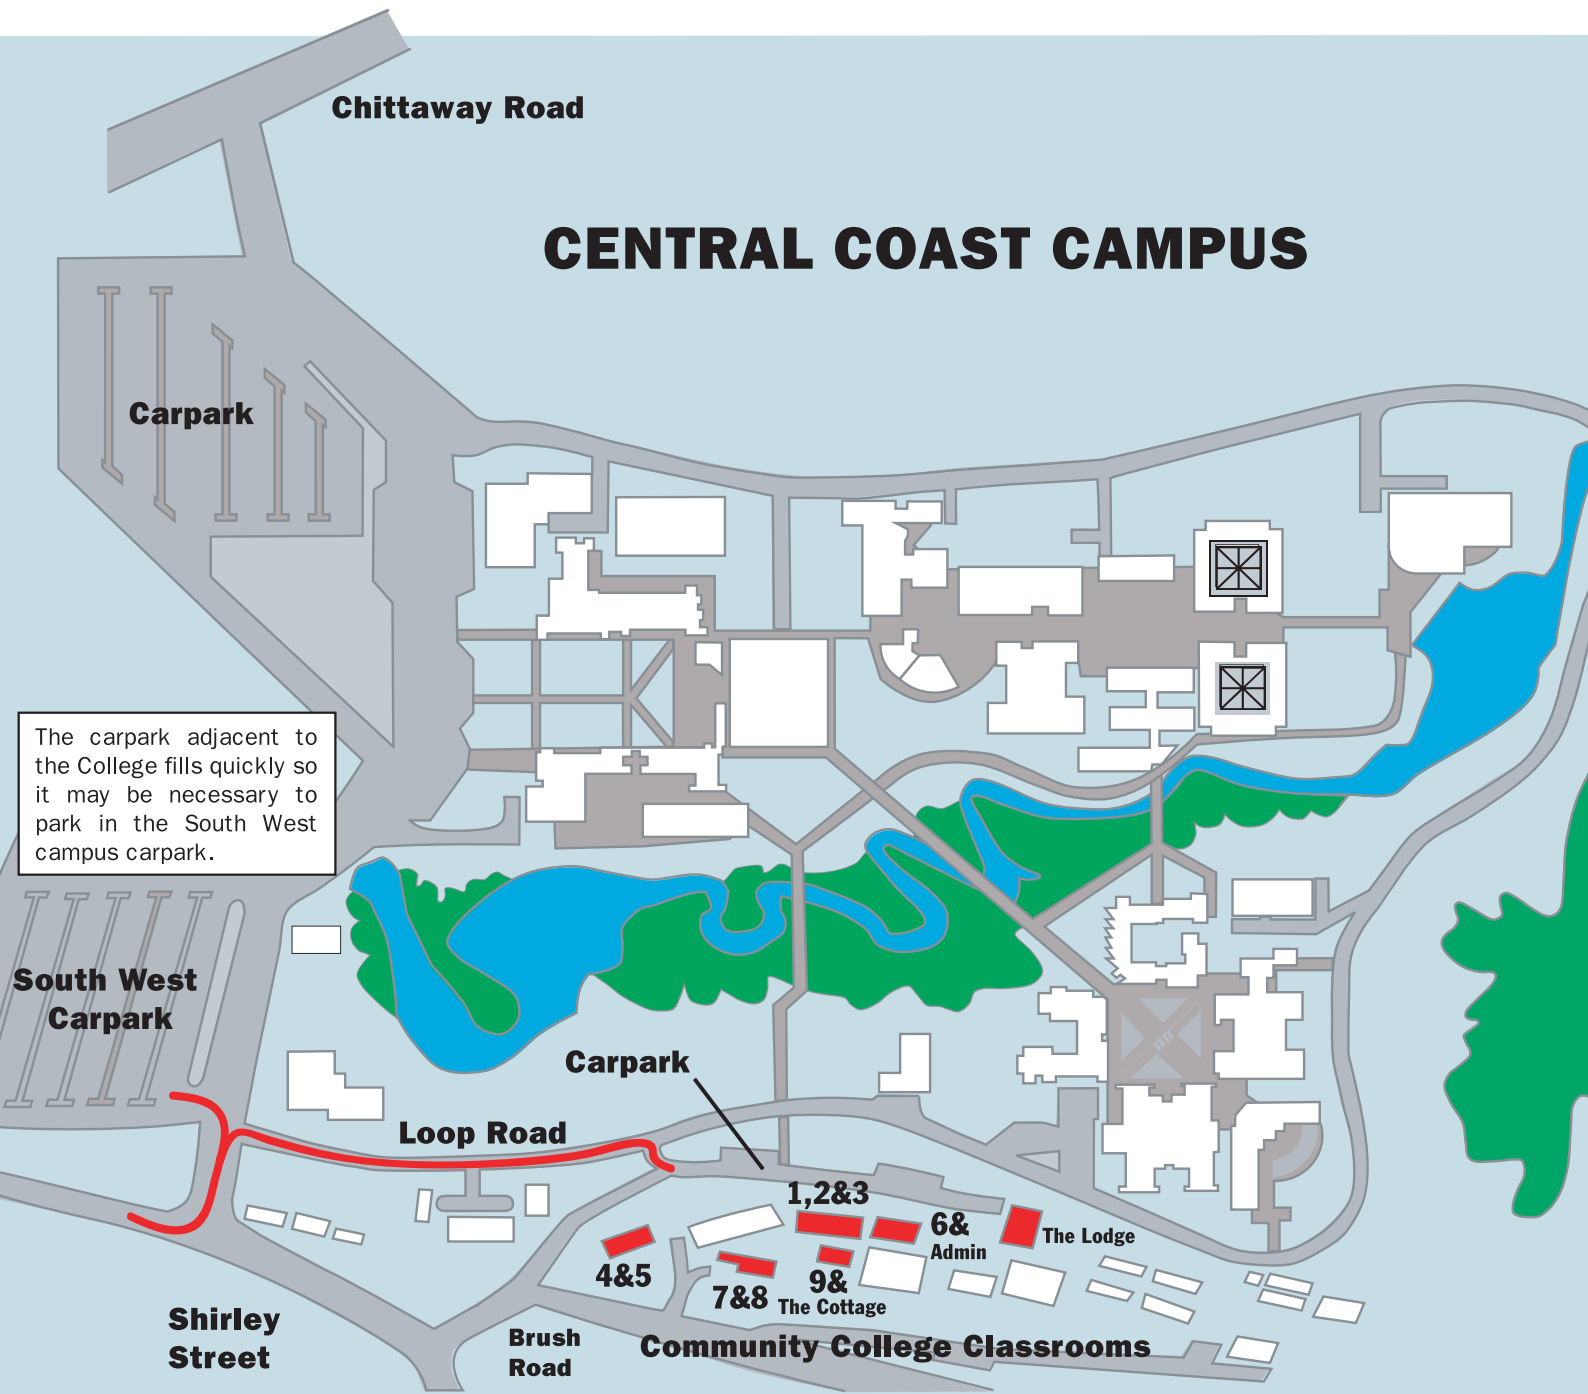 Chittaway Road
CENTRAL COAST CAMPUS
Carpark
The carpark adjacent to
the College fills quickly so
it may be necessary to
park in the South West
campus carpark.
South West
Carpark
Carpark
Loop Road
1,2&3
6&
Admin
The Lodge
4&5
7&8
9&
The Cottage
Shirley
Street
Brush
Road
Community College Classrooms